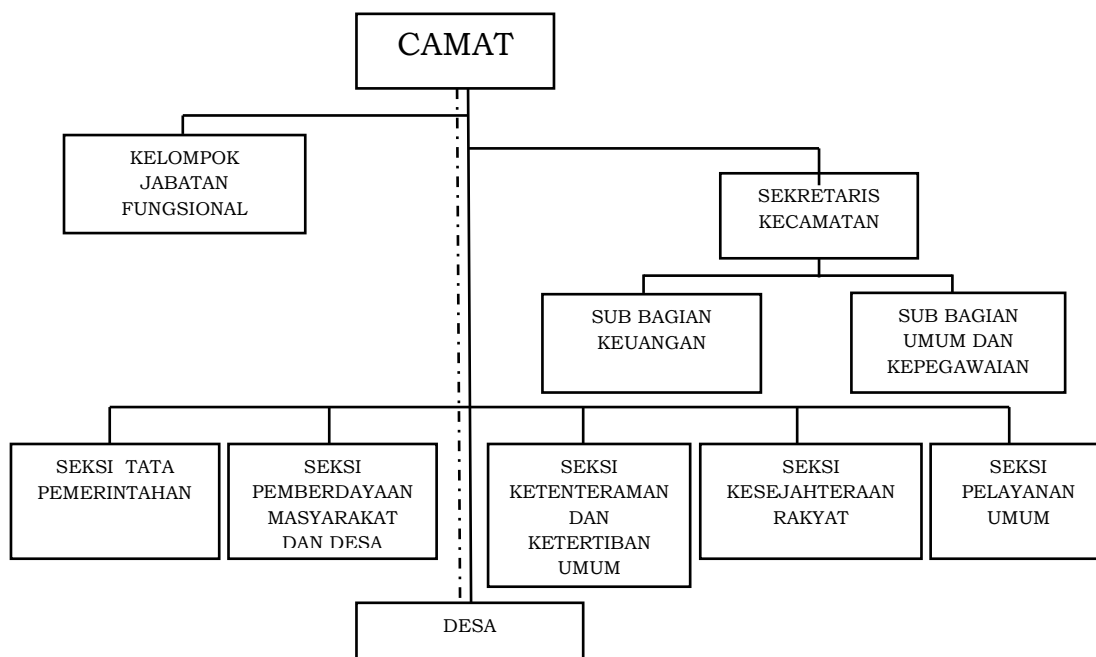 CAMAT
KELOMPOK
JABATAN
FUNGSIONAL
SEKRETARIS
KECAMATAN
SUB BAGIAN
KEUANGAN
SUB BAGIAN
UMUM DAN
KEPEGAWAIAN
SEKSI TATA
PEMERINTAHAN
SEKSI
PEMBERDAYAAN
MASYARAKAT
DAN DESA
SEKSI
KETENTERAMAN
DAN
KETERTIBAN
UMUM
SEKSI
KESEJAHTERAAN
RAKYAT
SEKSI
PELAYANAN
UMUM
DESA